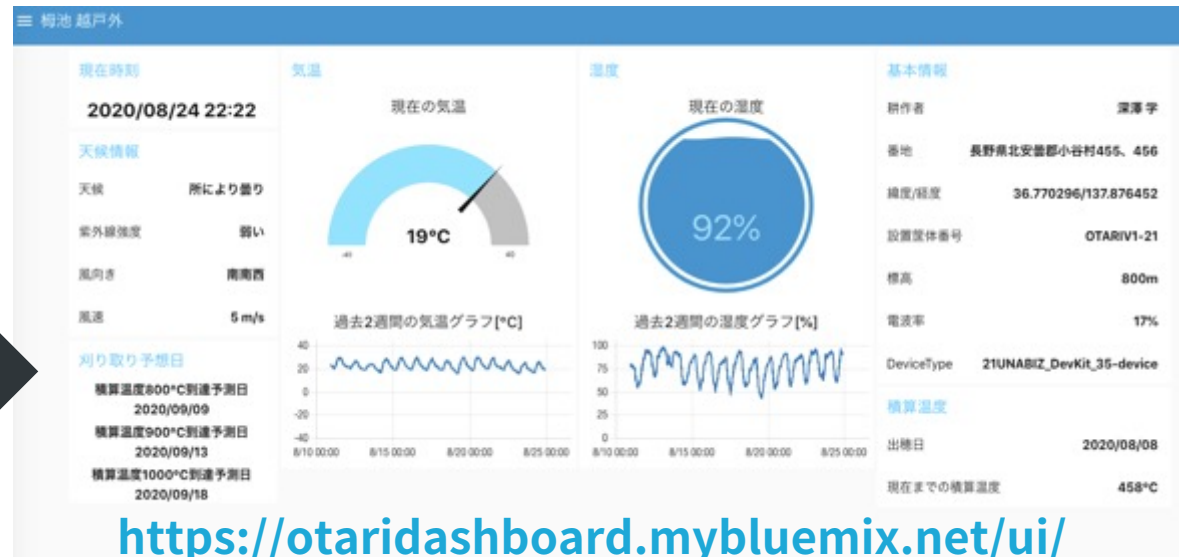 ≡ 栂池 越戸外
現在時刻
2020/08/24 22:22
天候情報
天候 所により曇り
紫外線強度 弱い
風向き 南南西
風速 5 m/s
刈り取り予想日
積算温度800°C到達予測日
2020/09/09
積算温度900°C到達予測日
2020/09/13
積算温度1000°C到達予測日
2020/09/18
気温
現在の気温
19°C
-40 40
過去2週間の気温グラフ[°C]
40
20
0
-20
-40
8/10 00:00 8/15 00:00 8/20 00:00 8/25 00:00
湿度
現在の湿度
92%
過去2週間の湿度グラフ[%]
100
75
50
25
0
8/10 00:00 8/15 00:00 8/20 00:00 8/25 00:00
基本情報
耕作者 深澤 学
番地 長野県北安曇郡小谷村455、456
緯度/経度 36.770296/137.876452
設置筐体番号 OTARIV1-21
標高 800m
電波率 17%
DeviceType 21UNABIZ_DevKit_35-device
積算温度
出穂日 2020/08/08
現在までの積算温度 458°C
https://otaridashboard.mybluemix.net/ui/